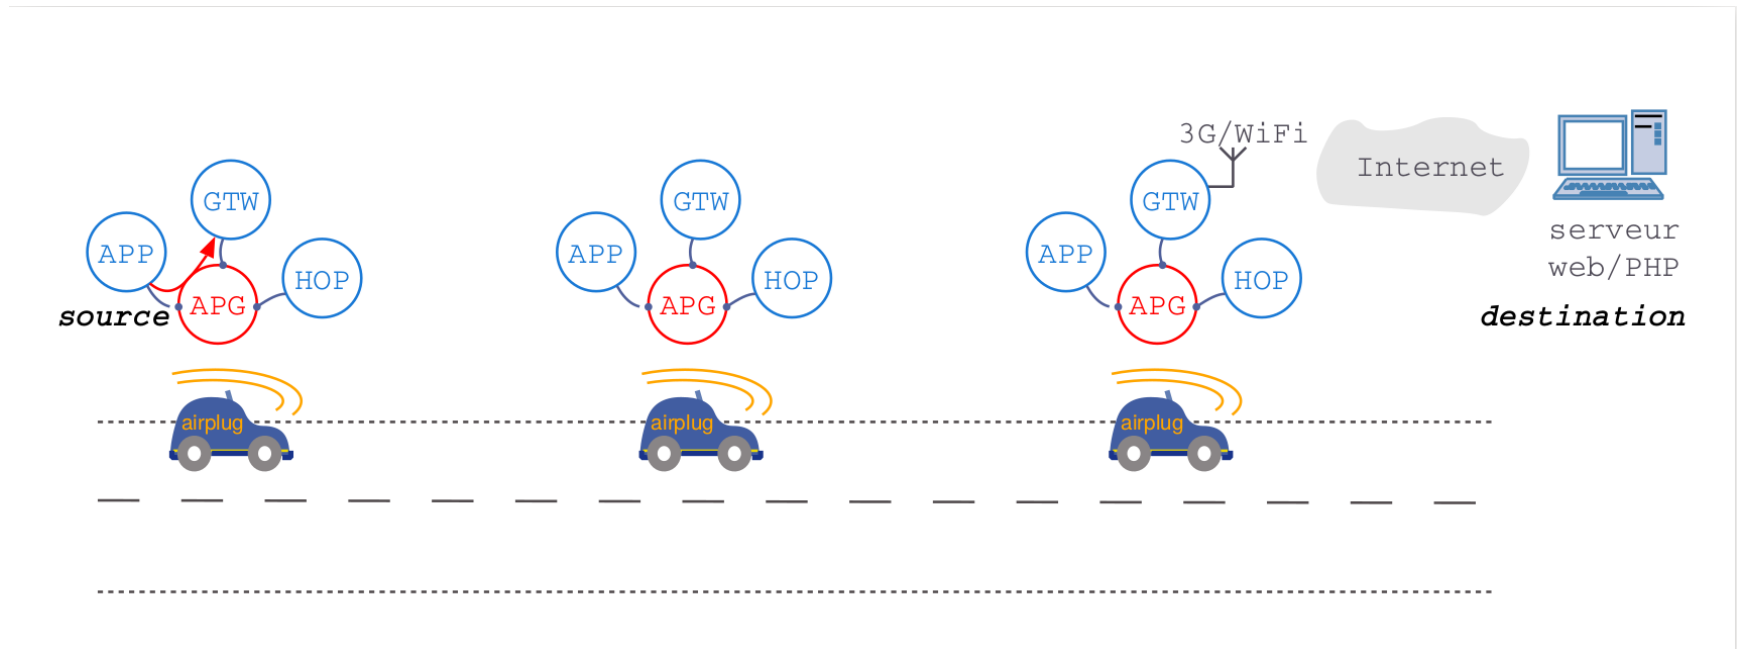 3G/WiFi
Internet
GTW
APP
HOP
APG
source
GTW
APP
HOP
APG
GTW
APP
HOP
APG
serveur
web/PHP
destination
airplug
airplug
airplug